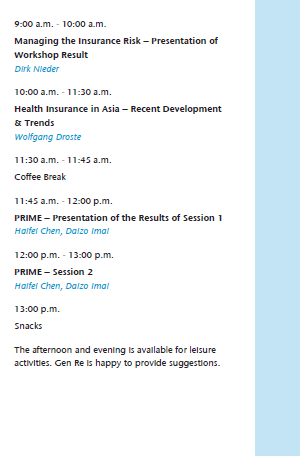 9:00 a.m. - 10:00 a.m.
Managing the Insurance Risk – Presentation of
Workshop Result
Dirk Nieder
10:00 a.m. - 11:30 a.m.
Health Insurance in Asia – Recent Development
& Trends
Wolfgang Droste
11:30 a.m. - 11:45 a.m.
Coffee Break
11:45 a.m. - 12:00 p.m.
PRIME – Presentation of the Results of Session 1
Haifei Chen, Daizo Imai
12:00 p.m. - 13:00 p.m.
PRIME – Session 2
Haifei Chen, Daizo Imai
13:00 p.m.
Snacks
The afternoon and evening is available for leisure
activities. Gen Re is happy to provide suggestions.